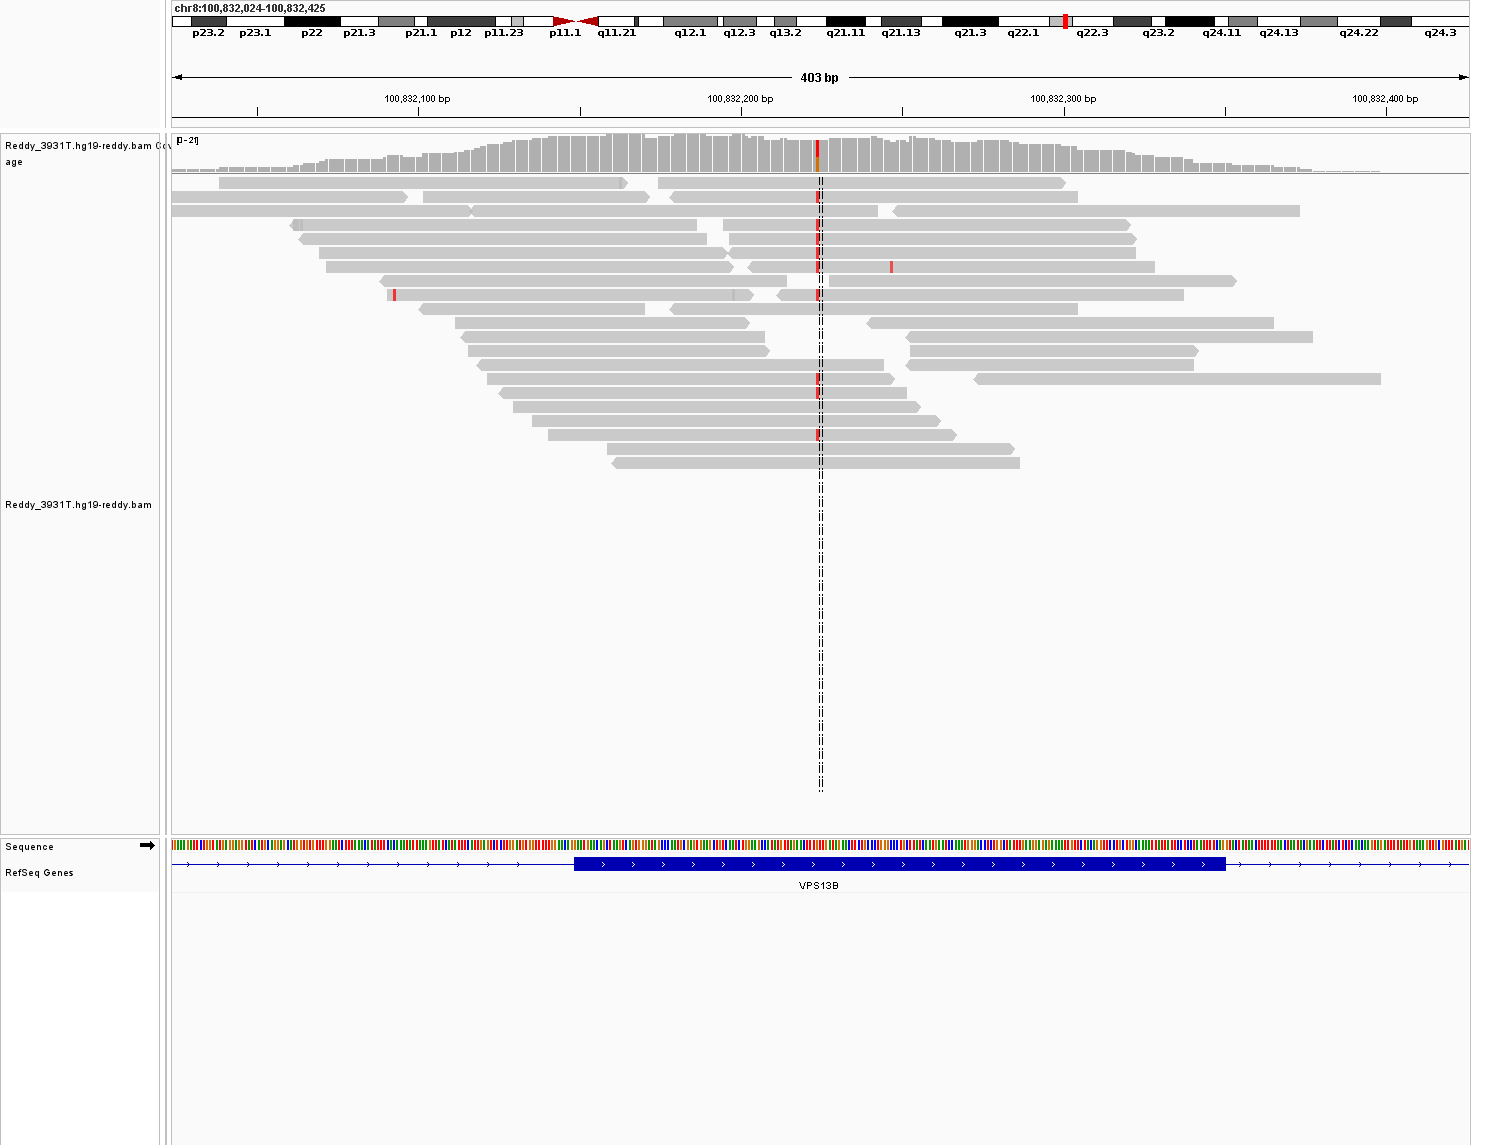 chr8:100,832,024-100,832,425
p23.2 p23.1 p22 p21.3 p21.1 p12 p11.23 p11.1 q11.21 q12.1 q12.3 q13.2 q21.11 q21.13 q21.3 q22.1 q22.3 q23.2 q24.11 q24.13 q24.22 q24.3
403 bp
100,832,100 bp 100,832,200 bp 100,832,300 bp 100,832,400 bp
Reddy_3931T.hg19-reddy.bam Cov
age
[0-21]
Reddy_3931T.hg19-reddy.bam
Sequence
RefSeq Genes
VPS13B